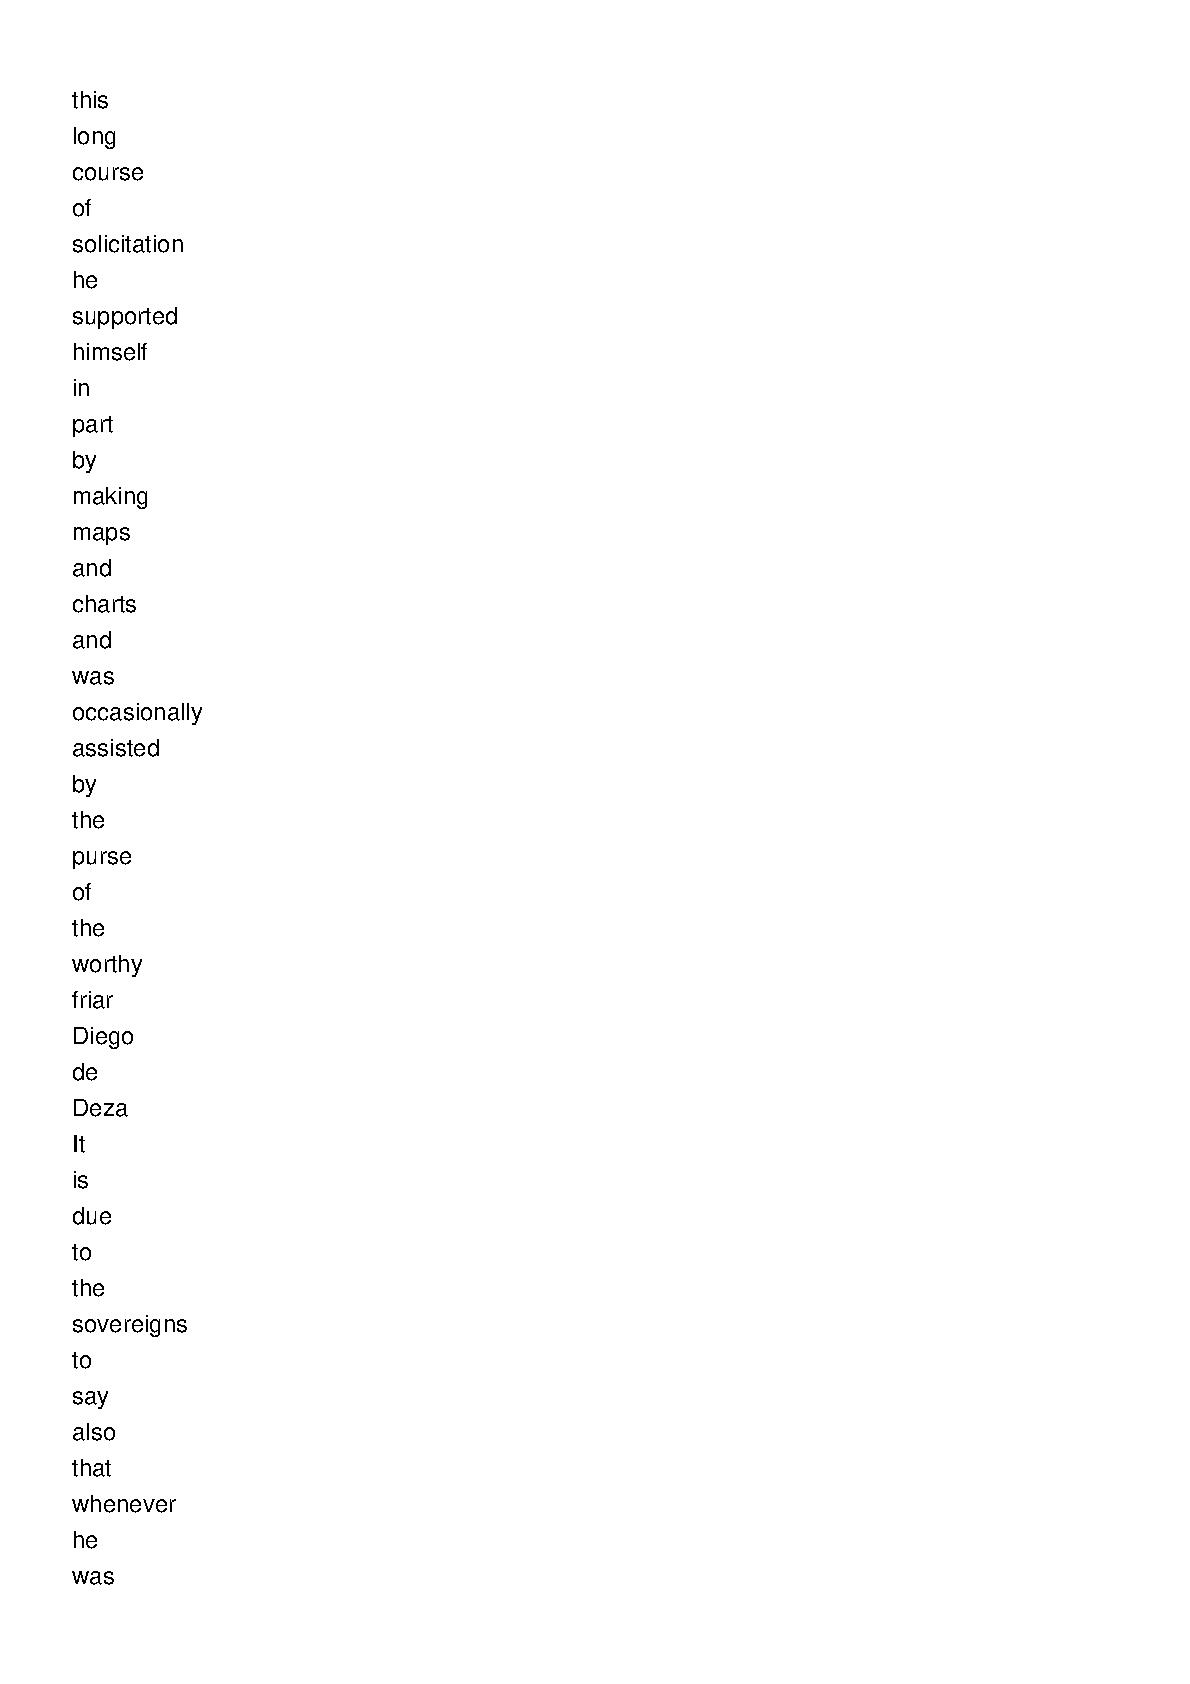 this
long
course
of
solicitation
he
supported
himself
in
part
by
making
maps
and
charts
and
was
occasionally
assisted
by
the
purse
of
the
worthy
friar
Diego
de
Deza
It
is
due
to
the
sovereigns
to
say
also
that
whenever
he
was